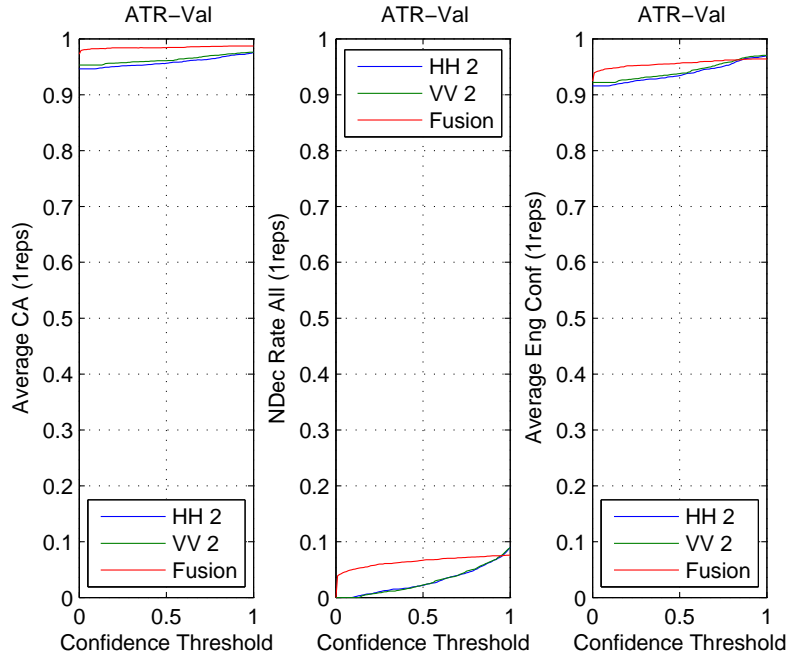 ATR−Val
1
0.9
0.8
0.7
0.6
0.5
0.4
0.3
0.2
0.1
0
0 0.5 1
Average CA (1reps)
Confidence Threshold
HH 2
VV 2
Fusion
ATR−Val
1
0.9
0.8
0.7
0.6
0.5
0.4
0.3
0.2
0.1
0
0 0.5 1
NDec Rate All (1reps)
Confidence Threshold
HH 2
VV 2
Fusion
ATR−Val
1
0.9
0.8
0.7
0.6
0.5
0.4
0.3
0.2
0.1
0
0 0.5 1
Average Eng Conf (1reps)
Confidence Threshold
HH 2
VV 2
Fusion